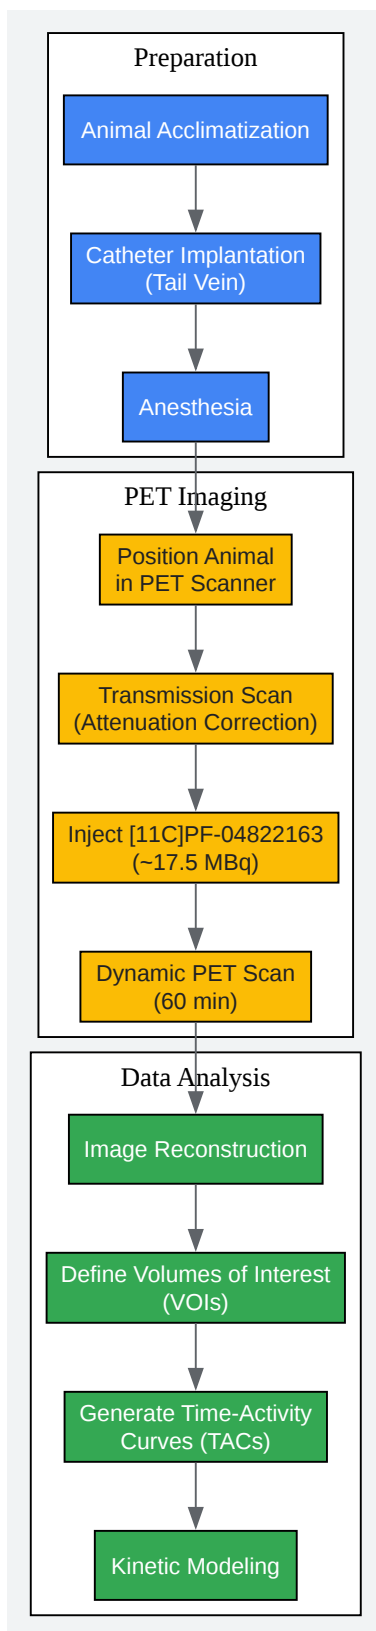 Preparation
Animal Acclimatization
Catheter Implantation
(Tail Vein)
Anesthesia
PET Imaging
Position Animal
in PET Scanner
Transmission Scan
(Attenuation Correction)
Inject [11C]PF-04822163
(~17.5 MBq)
Dynamic PET Scan
(60 min)
Data Analysis
Image Reconstruction
Define Volumes of Interest
(VOIs)
Generate Time-Activity
Curves (TACs)
Kinetic Modeling